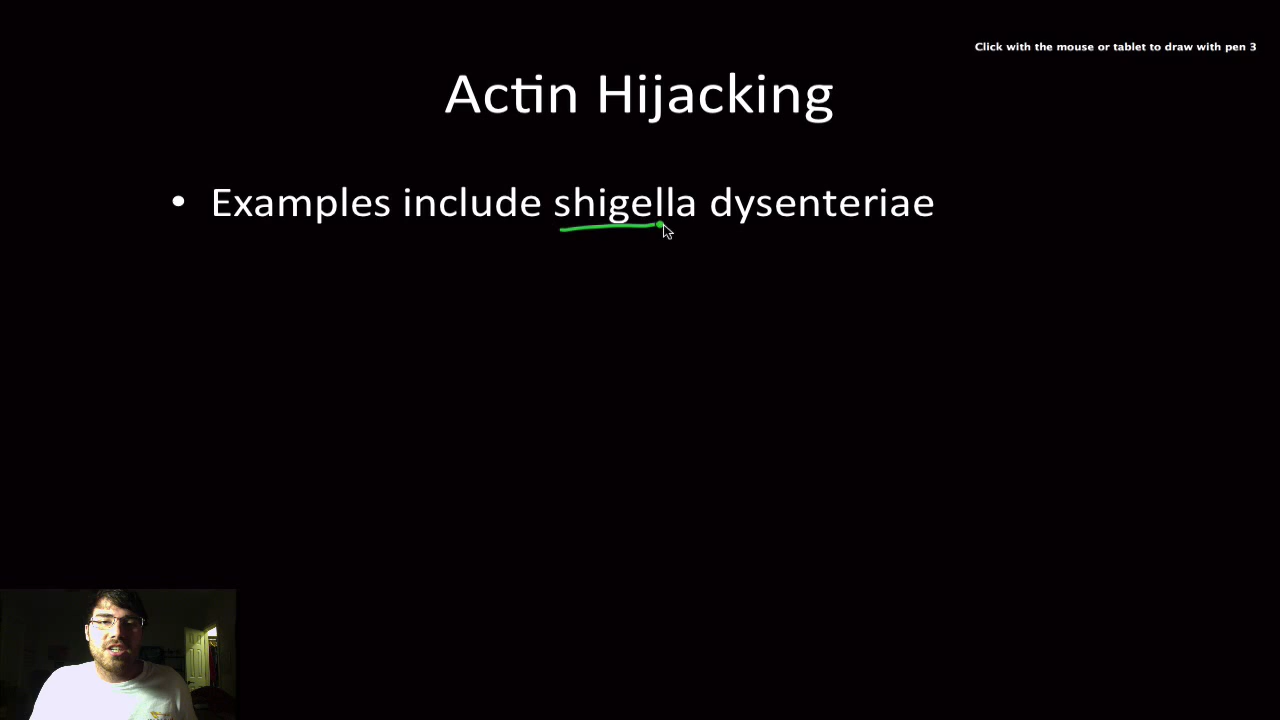 Click with the mouse or tablet to draw with pen 3
Actin Hijacking
• Examples include shigella dysenteriae